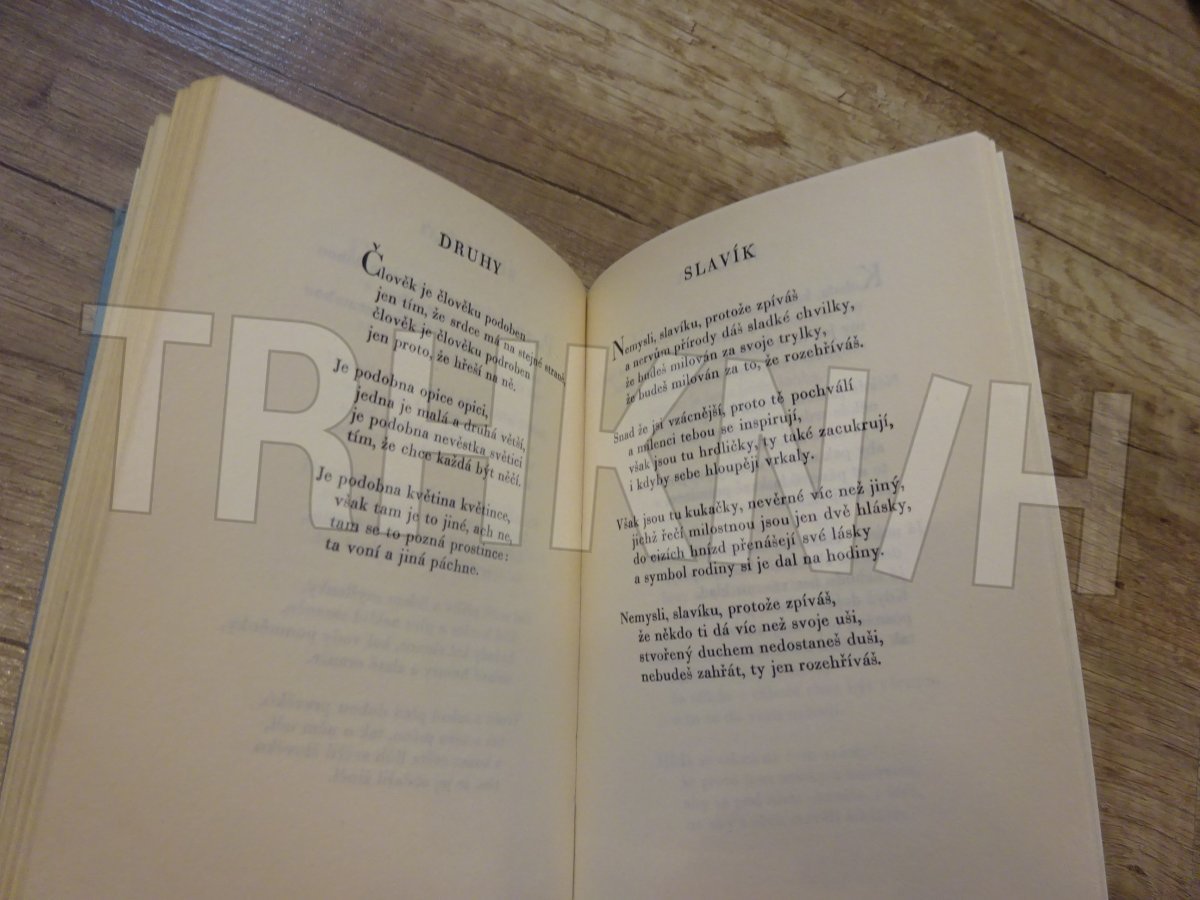 DRUHY
Člověk je člověku podoben
jen tím, že srdce má na stejné straně,
člověk je člověku podroben
jen proto, že hřeší na ně.
Je podobna opice opici,
jedna je malá a druhá větší,
je podobna nevěstka světici
tím, že chce každá být něčí.
Je podobna květina květince,
však tam je to jiné, ach ne,
tam se to pozná prostince:
ta voní a jiná páchne.
SLAVÍK
Nemysli, slavíku, protože zpíváš
a nervům přírody dáš sladké chvilky,
že budeš milován za svoje trylky,
že budeš milován za to, že rozehříváš.
Snad že jsi vzácnější, proto tě pochválí
a milenci tebou se inspirují,
však jsou tu hrdličky, ty také zacukrují,
i kdyby sebe hloupěji vrkaly.
Však jsou tu kukačky, nevěrné víc než jiný,
jichž řečí milostnou jsou jen dvě hlásky,
do cizích hnízd přenášejí své lásky
a symbol rodiny si je dal na hodiny.
Nemysli, slavíku, protože zpíváš,
že někdo ti dá víc než svoje uši,
stvořený duchem nedostaneš duši,
nebudeš zahřát, ty jen rozehříváš.
TRHKNIH